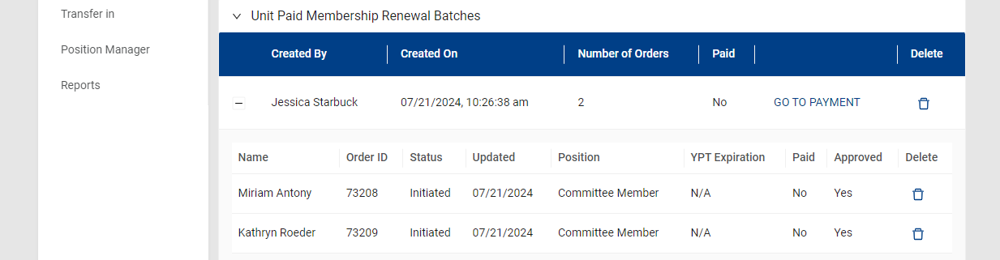 Transfer in
Position Manager
Reports
Unit Paid Membership Renewal Batches
Created By Created On Number of Orders Paid Delete
Jessica Starbuck 07/21/2024, 10:26:38 am 2 No GO TO PAYMENT
Name Order ID Status Updated Position YPT Expiration Paid Approved Delete
Miriam Antony 73208 Initiated 07/21/2024 Committee Member N/A No Yes
Kathryn Roeder 73209 Initiated 07/21/2024 Committee Member N/A No Yes